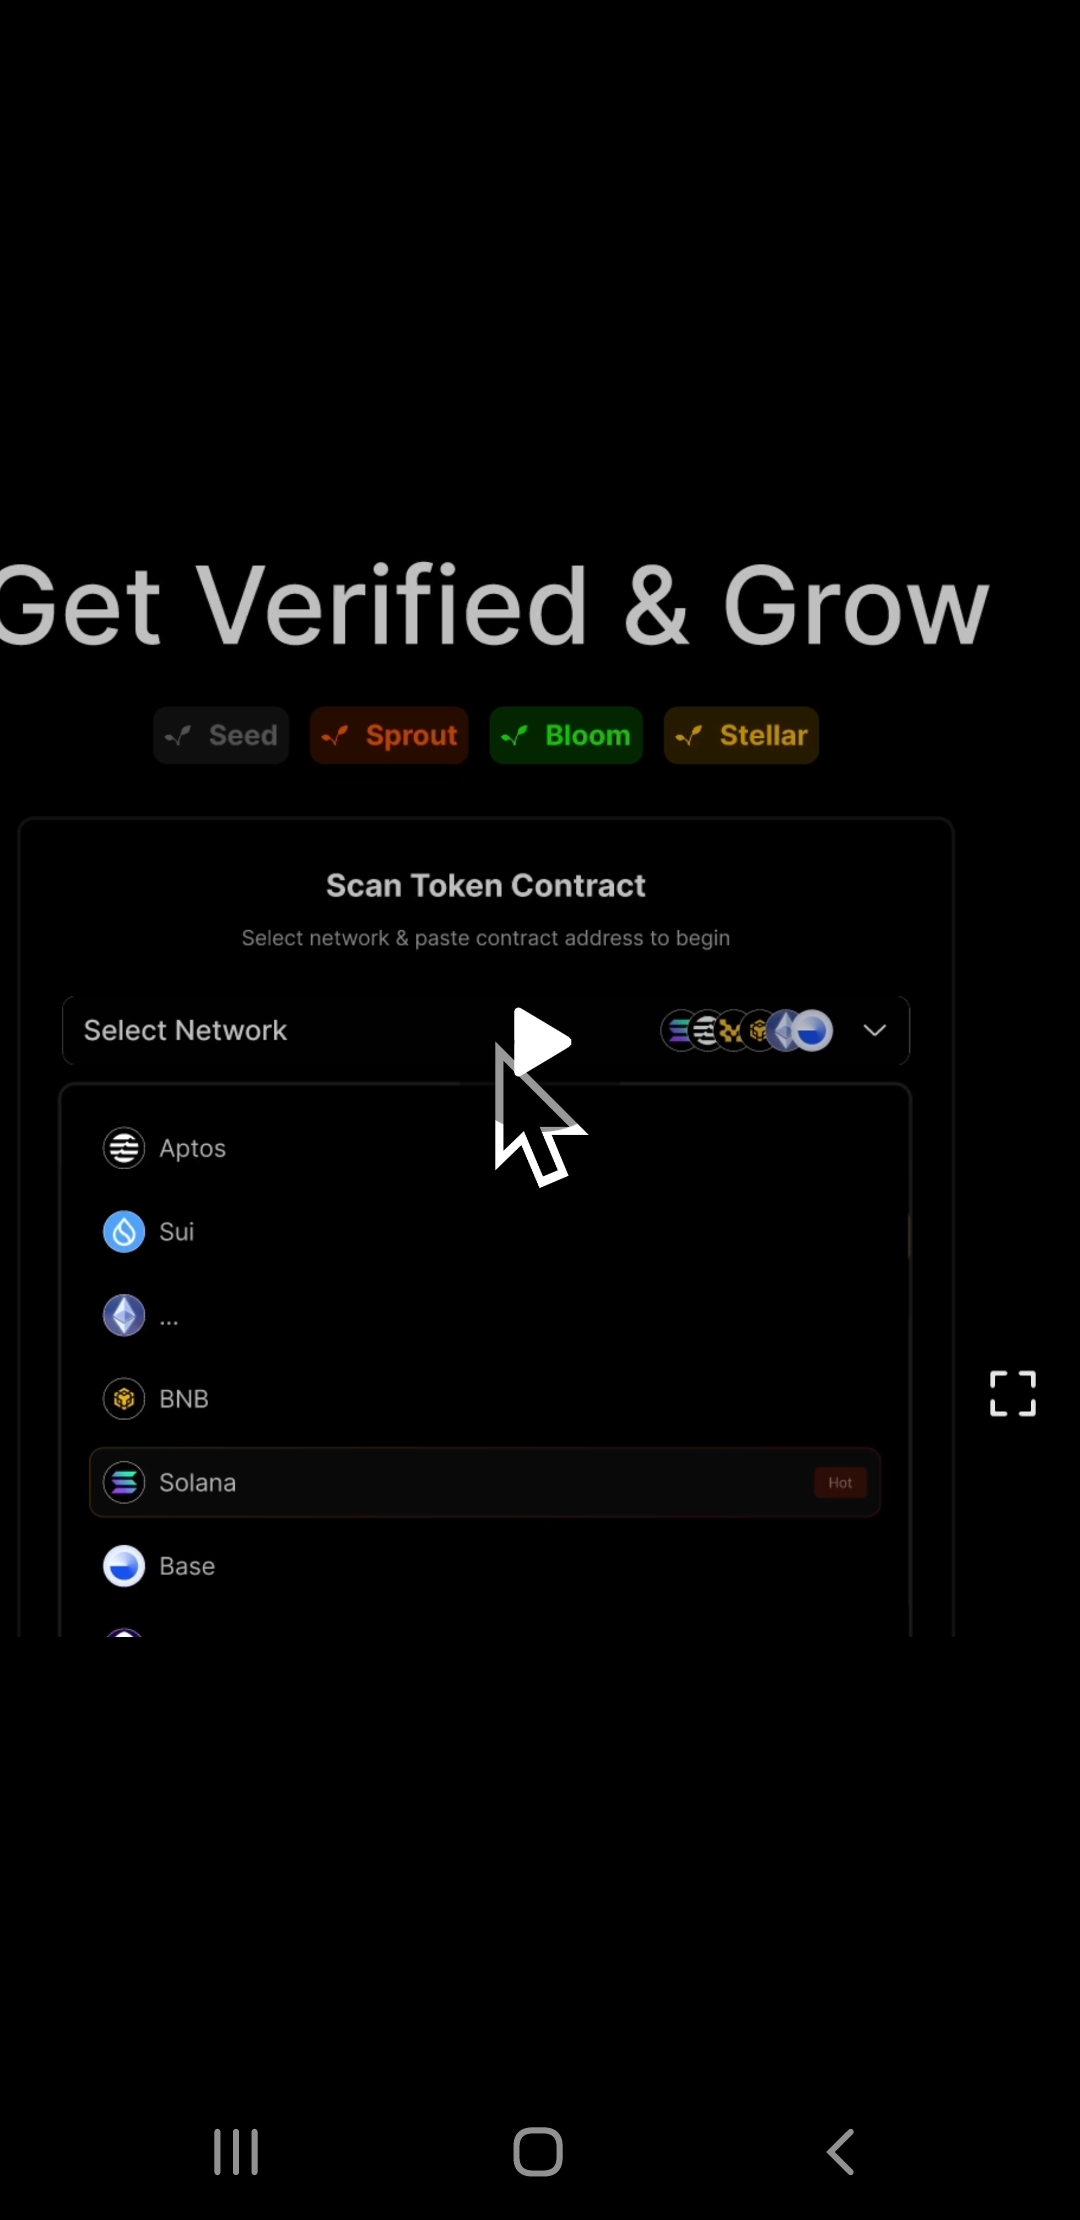 Get Verified & Grow
Seed Sprout Bloom Stellar
Scan Token Contract
Select network & paste contract address to begin
Select Network
Aptos
Sui
...
BNB
Solana Hot
Base